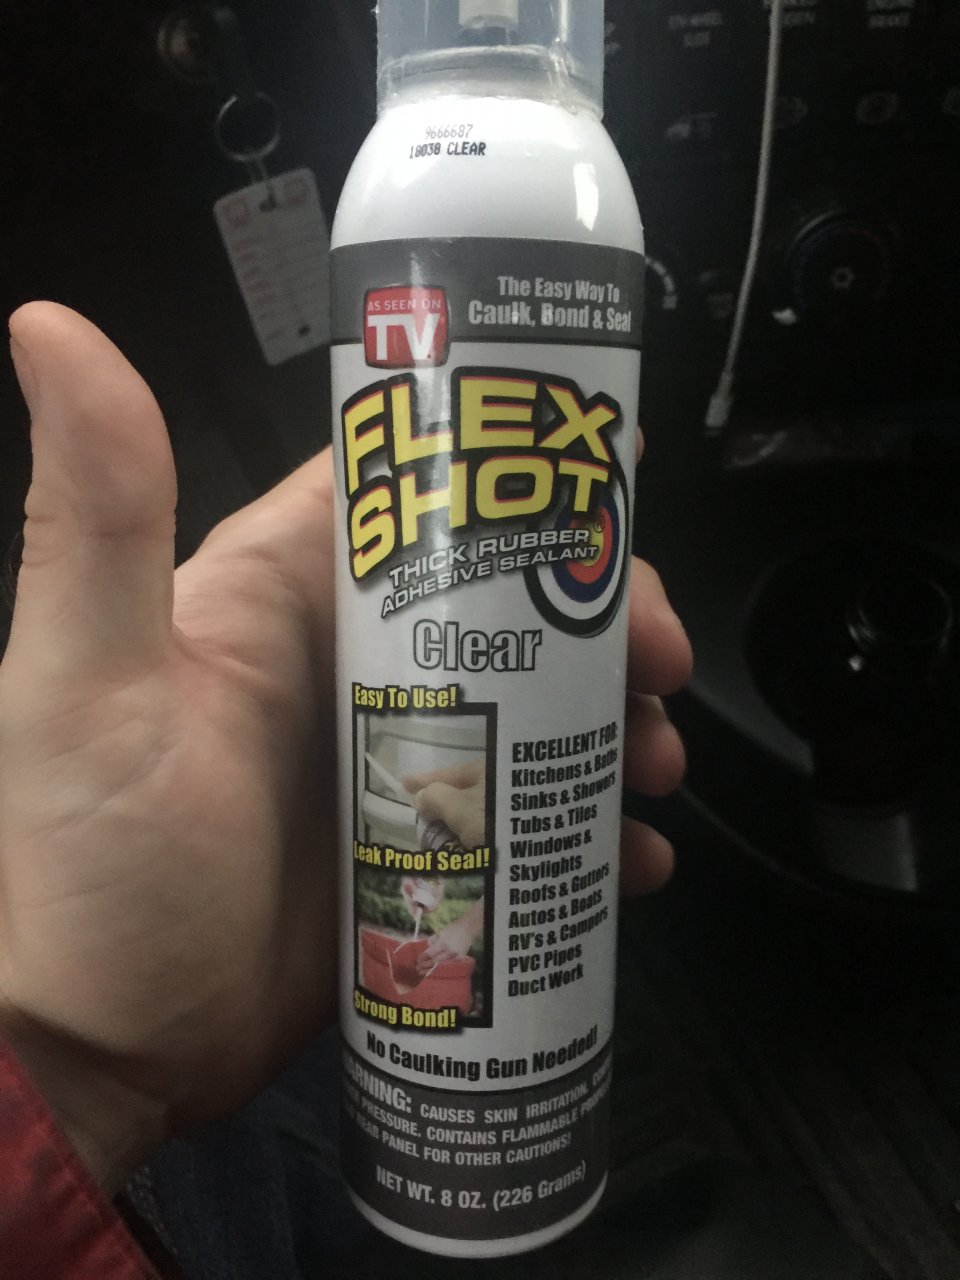 9666687
18038 CLEAR
The Easy Way To
Caulk, Bond & Seal
AS SEEN ON
TV
FLEX
SHOT
®
THICK RUBBER
ADHESIVE SEALANT
Clear
Easy To Use!
Leak Proof Seal!
Strong Bond!
EXCELLENT FOR:
Kitchens & Baths
Sinks & Showers
Tubs & Tiles
Windows &
Skylights
Roofs & Gutters
Autos & Boats
RV's & Campers
PVC Pipes
Duct Work
No Caulking Gun Needed!
WARNING: CAUSES SKIN IRRITATION.
PRESSURE. CONTAINS FLAMMABLE
REAR PANEL FOR OTHER CAUTIONS!
NET WT. 8 OZ. (226 Grams)